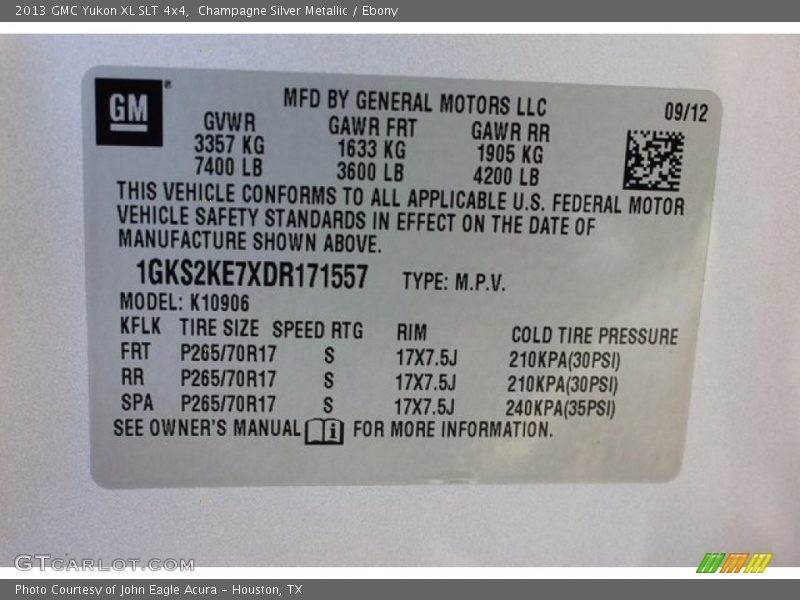 2013 GMC Yukon XL SLT 4x4, Champagne Silver Metallic / Ebony
GM®
MFD BY GENERAL MOTORS LLC
09/12
GVWR GAWR FRT GAWR RR
3357 KG 1633 KG 1905 KG
7400 LB 3600 LB 4200 LB
THIS VEHICLE CONFORMS TO ALL APPLICABLE U.S. FEDERAL MOTOR
VEHICLE SAFETY STANDARDS IN EFFECT ON THE DATE OF
MANUFACTURE SHOWN ABOVE.
1GKS2KE7XDR171557 TYPE: M.P.V.
MODEL: K10906
KFLK TIRE SIZE SPEED RTG RIM COLD TIRE PRESSURE
FRT P265/70R17 S 17X7.5J 210KPA(30PSI)
RR P265/70R17 S 17X7.5J 210KPA(30PSI)
SPA P265/70R17 S 17X7.5J 240KPA(35PSI)
SEE OWNER'S MANUAL i FOR MORE INFORMATION.
GTcarlot.com
Photo Courtesy of John Eagle Acura - Houston, TX